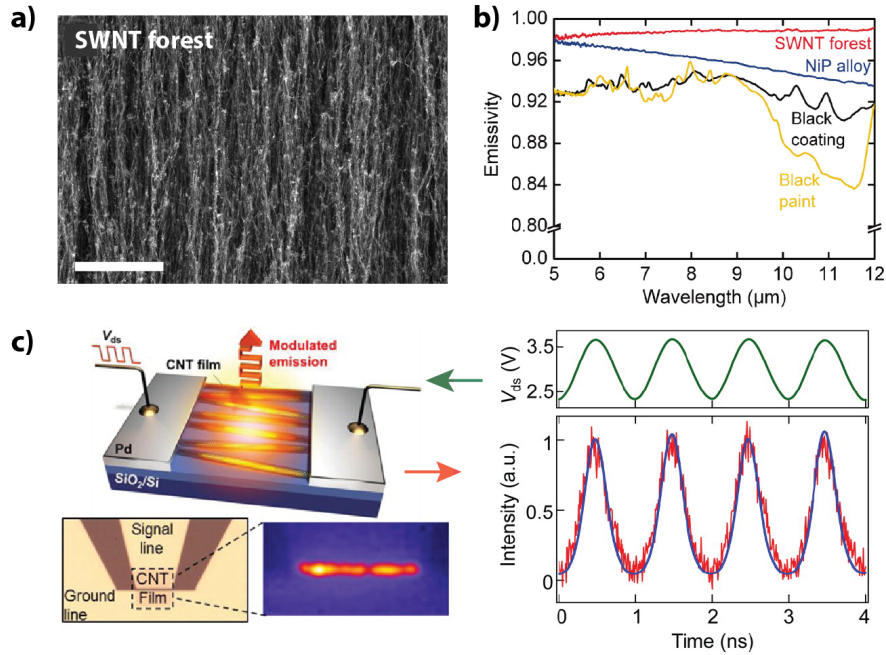 a)
SWNT forest
b)
1.00
0.96
0.92
0.88
0.84
0.80
0.0
Emissivity
SWNT forest
NiP alloy
Black
coating
Black
paint
5 6 7 8 9 10 11 12
Wavelength (μm)
c)
Vds
CNT film
Modulated
emission
Pd
SiO2/Si
Signal
line
CNT
Film
Ground
line
3.5
2.5
Vds (V)
1
0.5
0
Intensity (a.u.)
0 1 2 3 4
Time (ns)